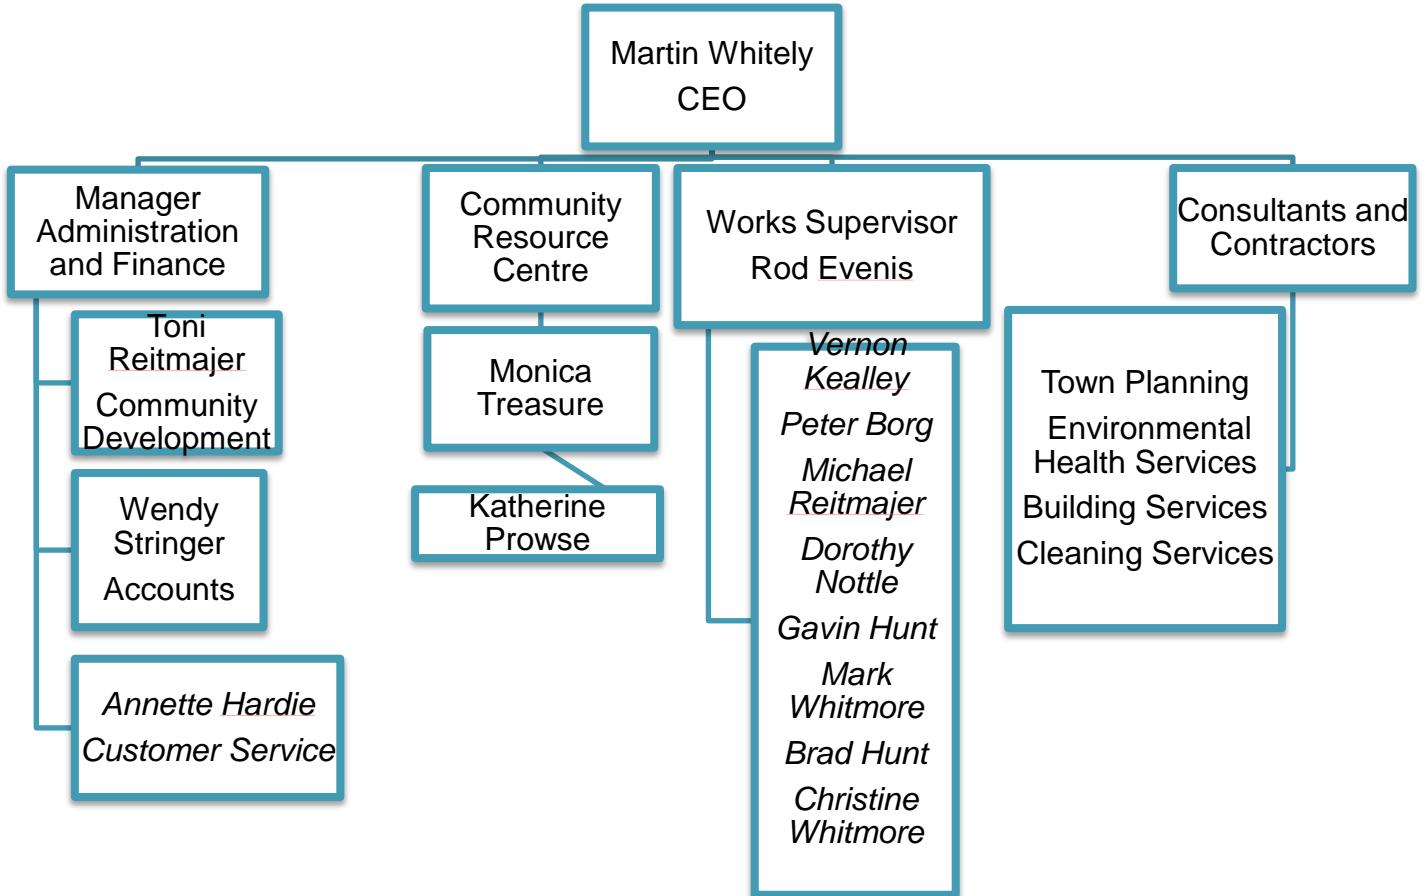 Martin Whitely
CEO
Manager
Administration
and Finance
Toni
Reitmajer
Community
Development
Wendy
Stringer
Accounts
Annette Hardie
Customer Service
Community
Resource
Centre
Monica
Treasure
Katherine
Prowse
Works Supervisor
Rod Evenis
Vernon
Kealley
Peter Borg
Michael
Reitmajer
Dorothy
Nottle
Gavin Hunt
Mark
Whitmore
Brad Hunt
Christine
Whitmore
Consultants and
Contractors
Town Planning
Environmental
Health Services
Building Services
Cleaning Services